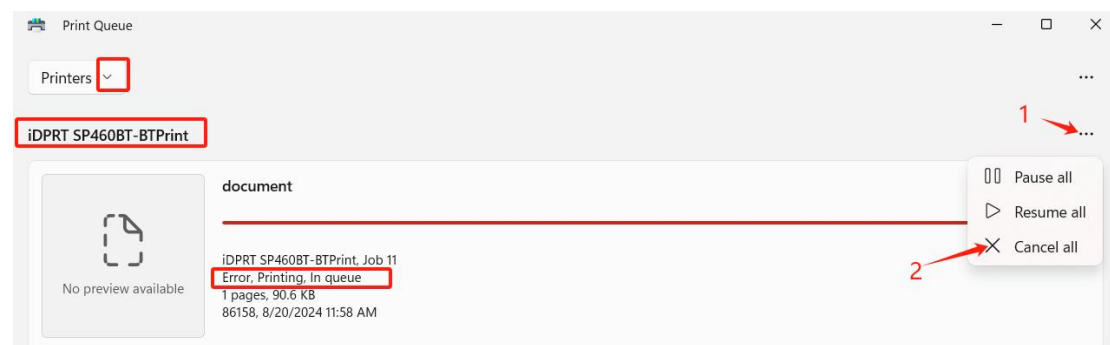 Print Queue
Printers
1
iDPRT SP460BT-BTPrint
document
Pause all
Resume all
Cancel all
2
iDPRT SP460BT-BTPrint, Job 11
Error, Printing, In queue
1 pages, 90.6 KB
86158, 8/20/2024 11:58 AM
No preview available